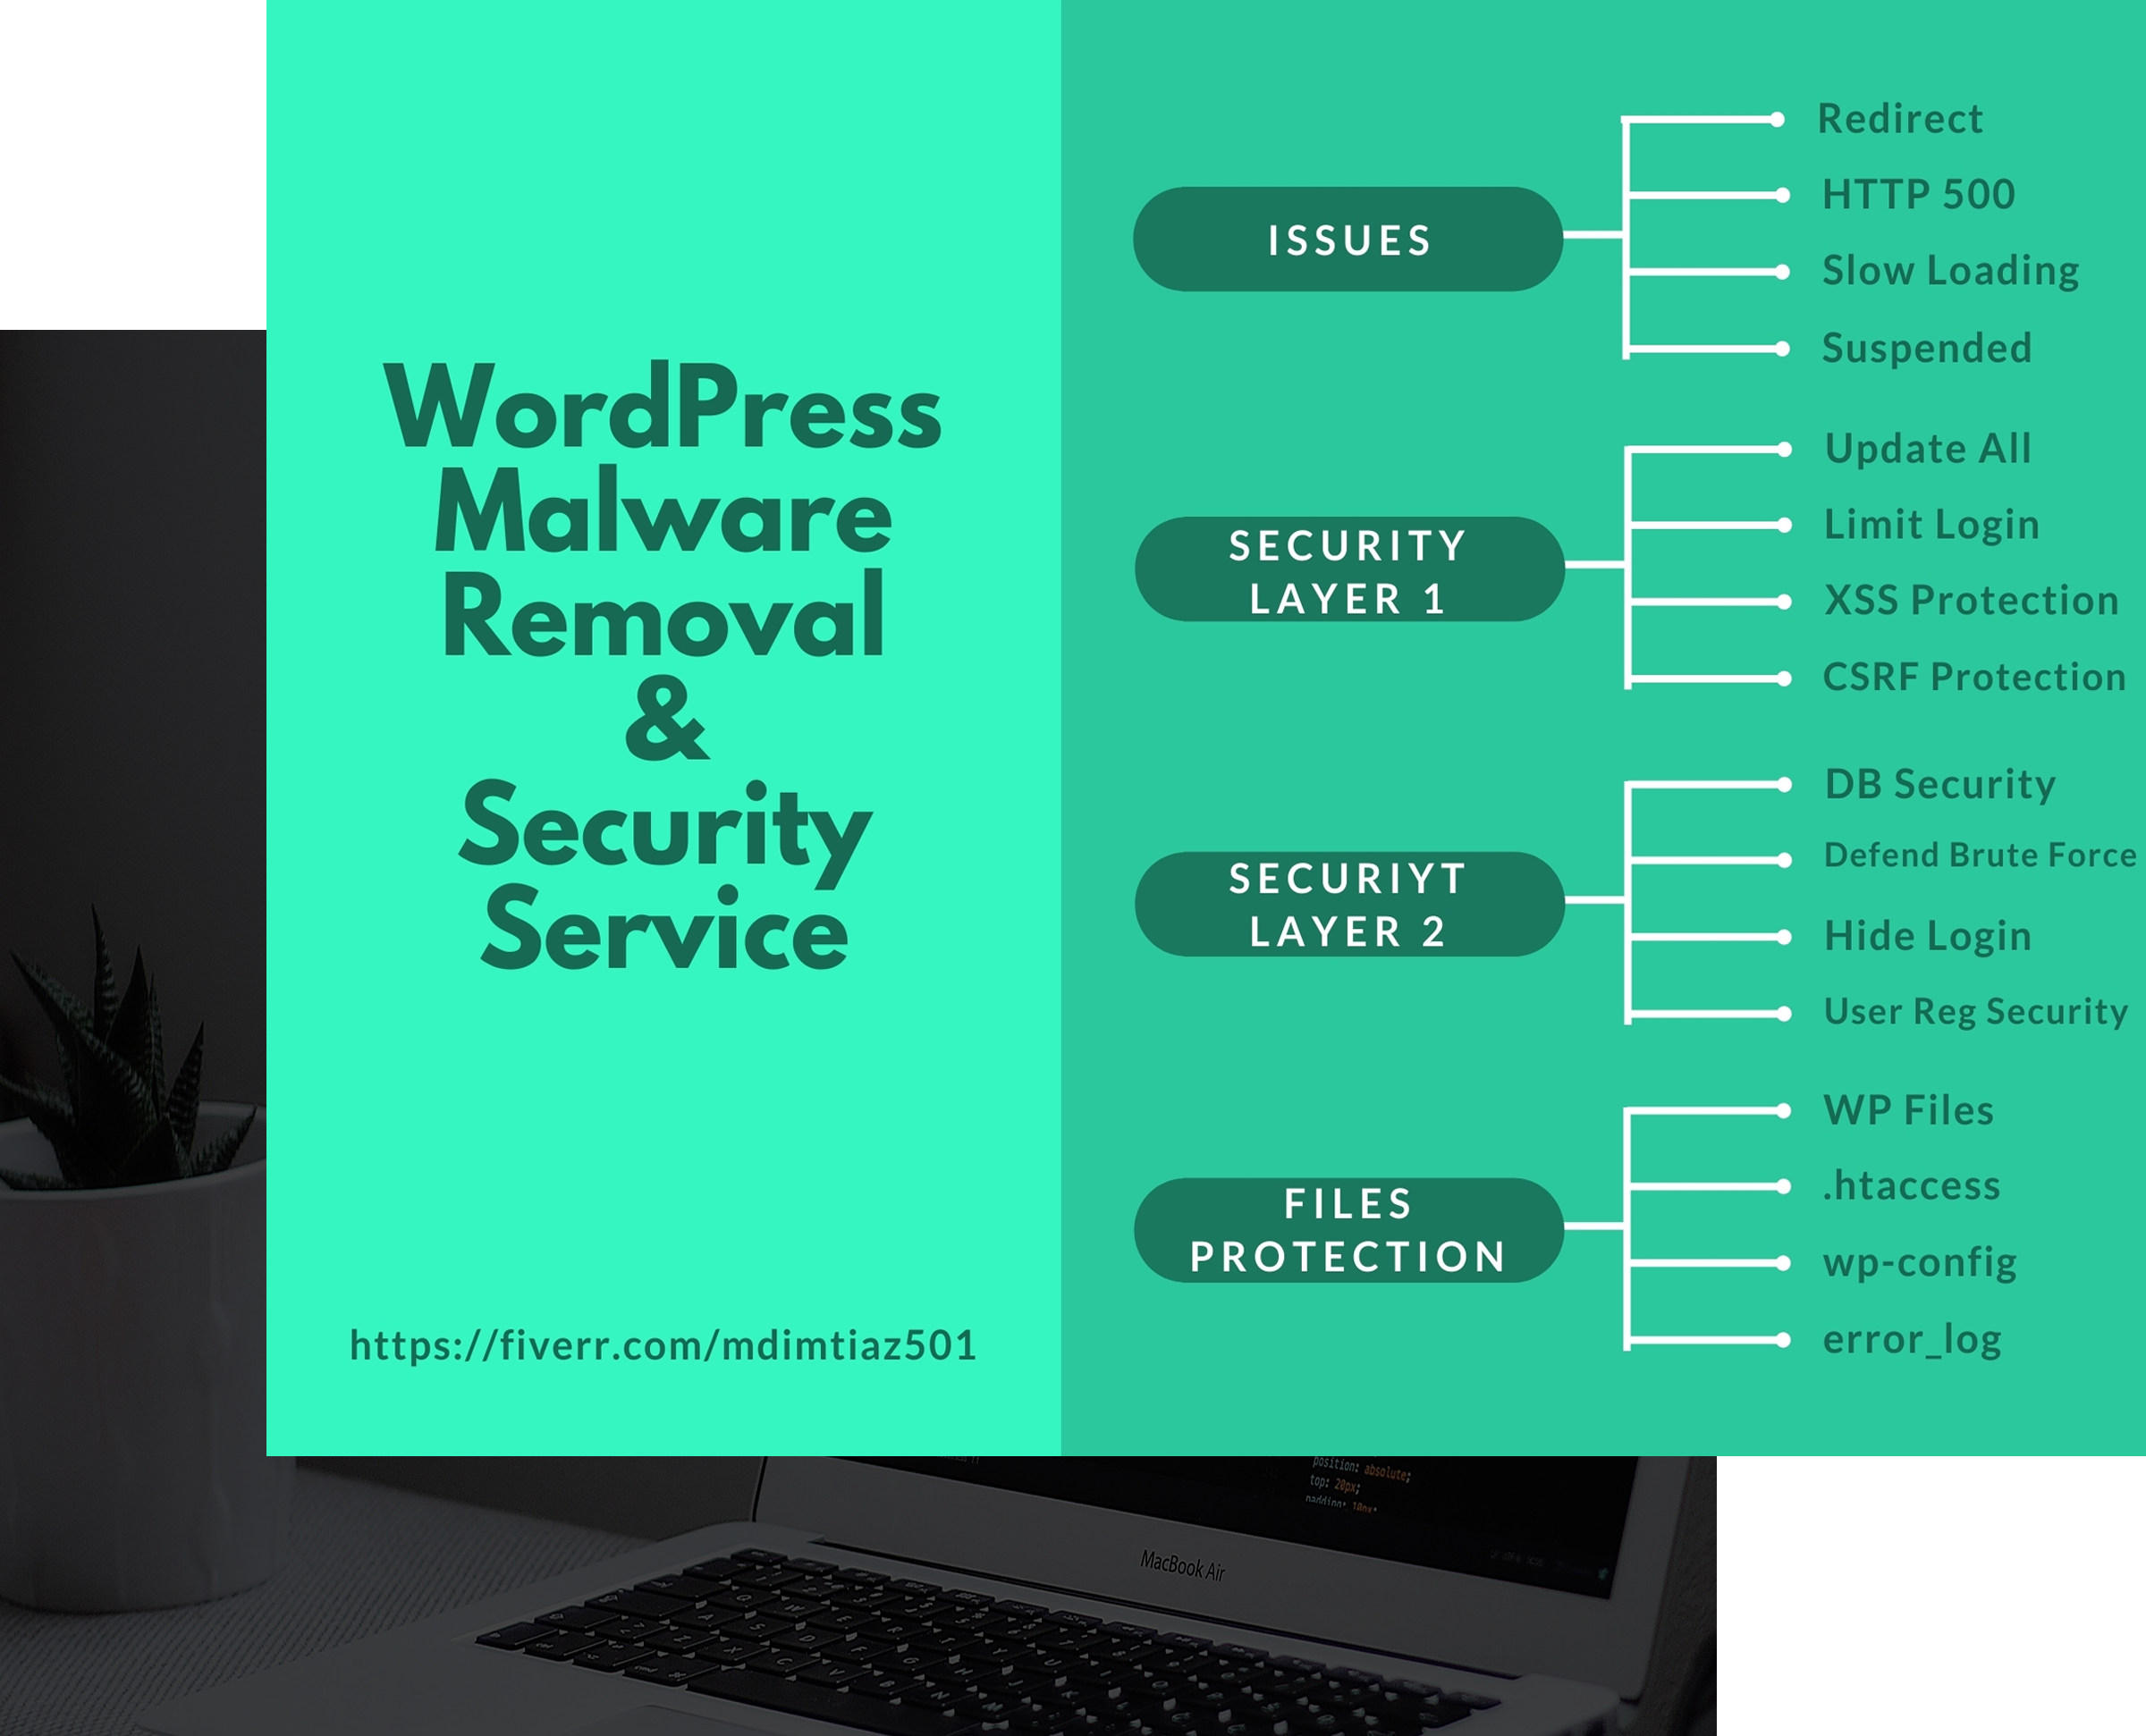 WordPress
Malware
Removal
&
Security
Service
https://fiverr.com/mdimtiaz501
ISSUES
Redirect
HTTP 500
Slow Loading
Suspended
SECURITY
LAYER 1
Update All
Limit Login
XSS Protection
CSRF Protection
SECURIYT
LAYER 2
DB Security
Defend Brute Force
Hide Login
User Reg Security
FILES
PROTECTION
WP Files
.htaccess
wp-config
error_log
position: absolute;
top: 20px;
padding: 10px;
MacBook Air